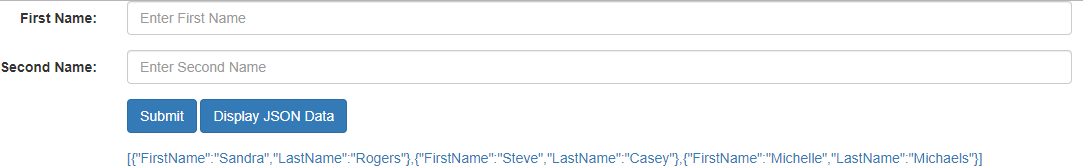 First Name: Enter First Name
Second Name: Enter Second Name
Submit Display JSON Data
[{"FirstName":"Sandra","LastName":"Rogers"},{"FirstName":"Steve","LastName":"Casey"},{"FirstName":"Michelle","LastName":"Michaels"}]